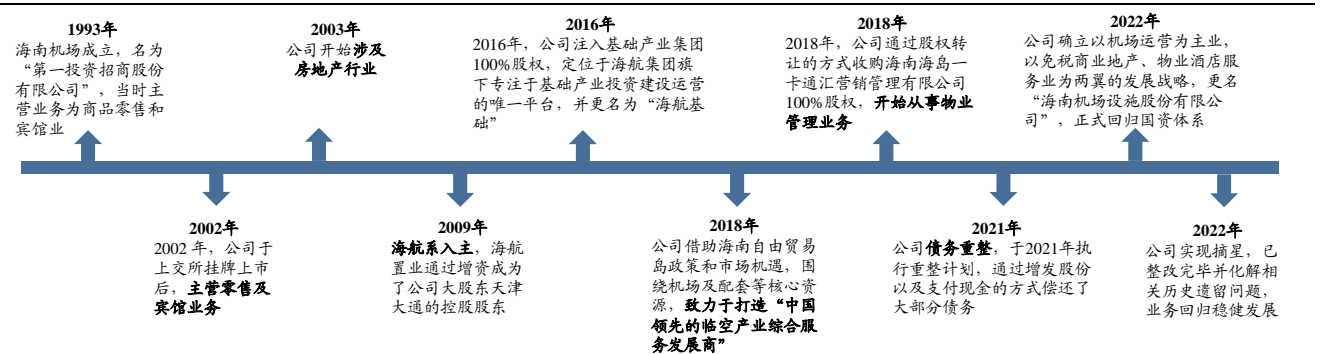 1993年
海南机场成立，名为
“第一投资招商股份
有限公司”，当时主
营业务为商品零售和
宾馆业
2003年
公司开始涉及
房地产行业
2016年
2016年，公司注入基础产业集团
100%股权，定位于海航集团旗
下专注于基础产业投资建设运营
的唯一平台，并更名为“海航基
础”
2018年
2018年，公司通过股权转
让的方式收购海南海岛一
卡通汇营销管理有限公司
100%股权，开始从事物业
管理业务
2022年
公司确立以机场运营为主业，
以免税商业地产、物业酒店服
务业为两翼的发展战略，更名
“海南机场设施股份有限公
司”，正式回归国资体系
2002年
2002 年，公司于
上交所挂牌上市
后，主营零售及
宾馆业务
2009年
海航系入主，海航
置业通过增资成为
了公司大股东天津
大通的控股股东
2018年
公司借助海南自由贸易
岛政策和市场机遇，围
绕机场及配套等核心资
源，致力于打造“中国
领先的临空产业综合服
务发展商”
2021年
公司债务重整，于2021年执
行重整计划，通过增发股份
以及支付现金的方式偿还了
大部分债务
2022年
公司实现摘星，已
整改完毕并化解相
关历史遗留问题，
业务回归稳健发展